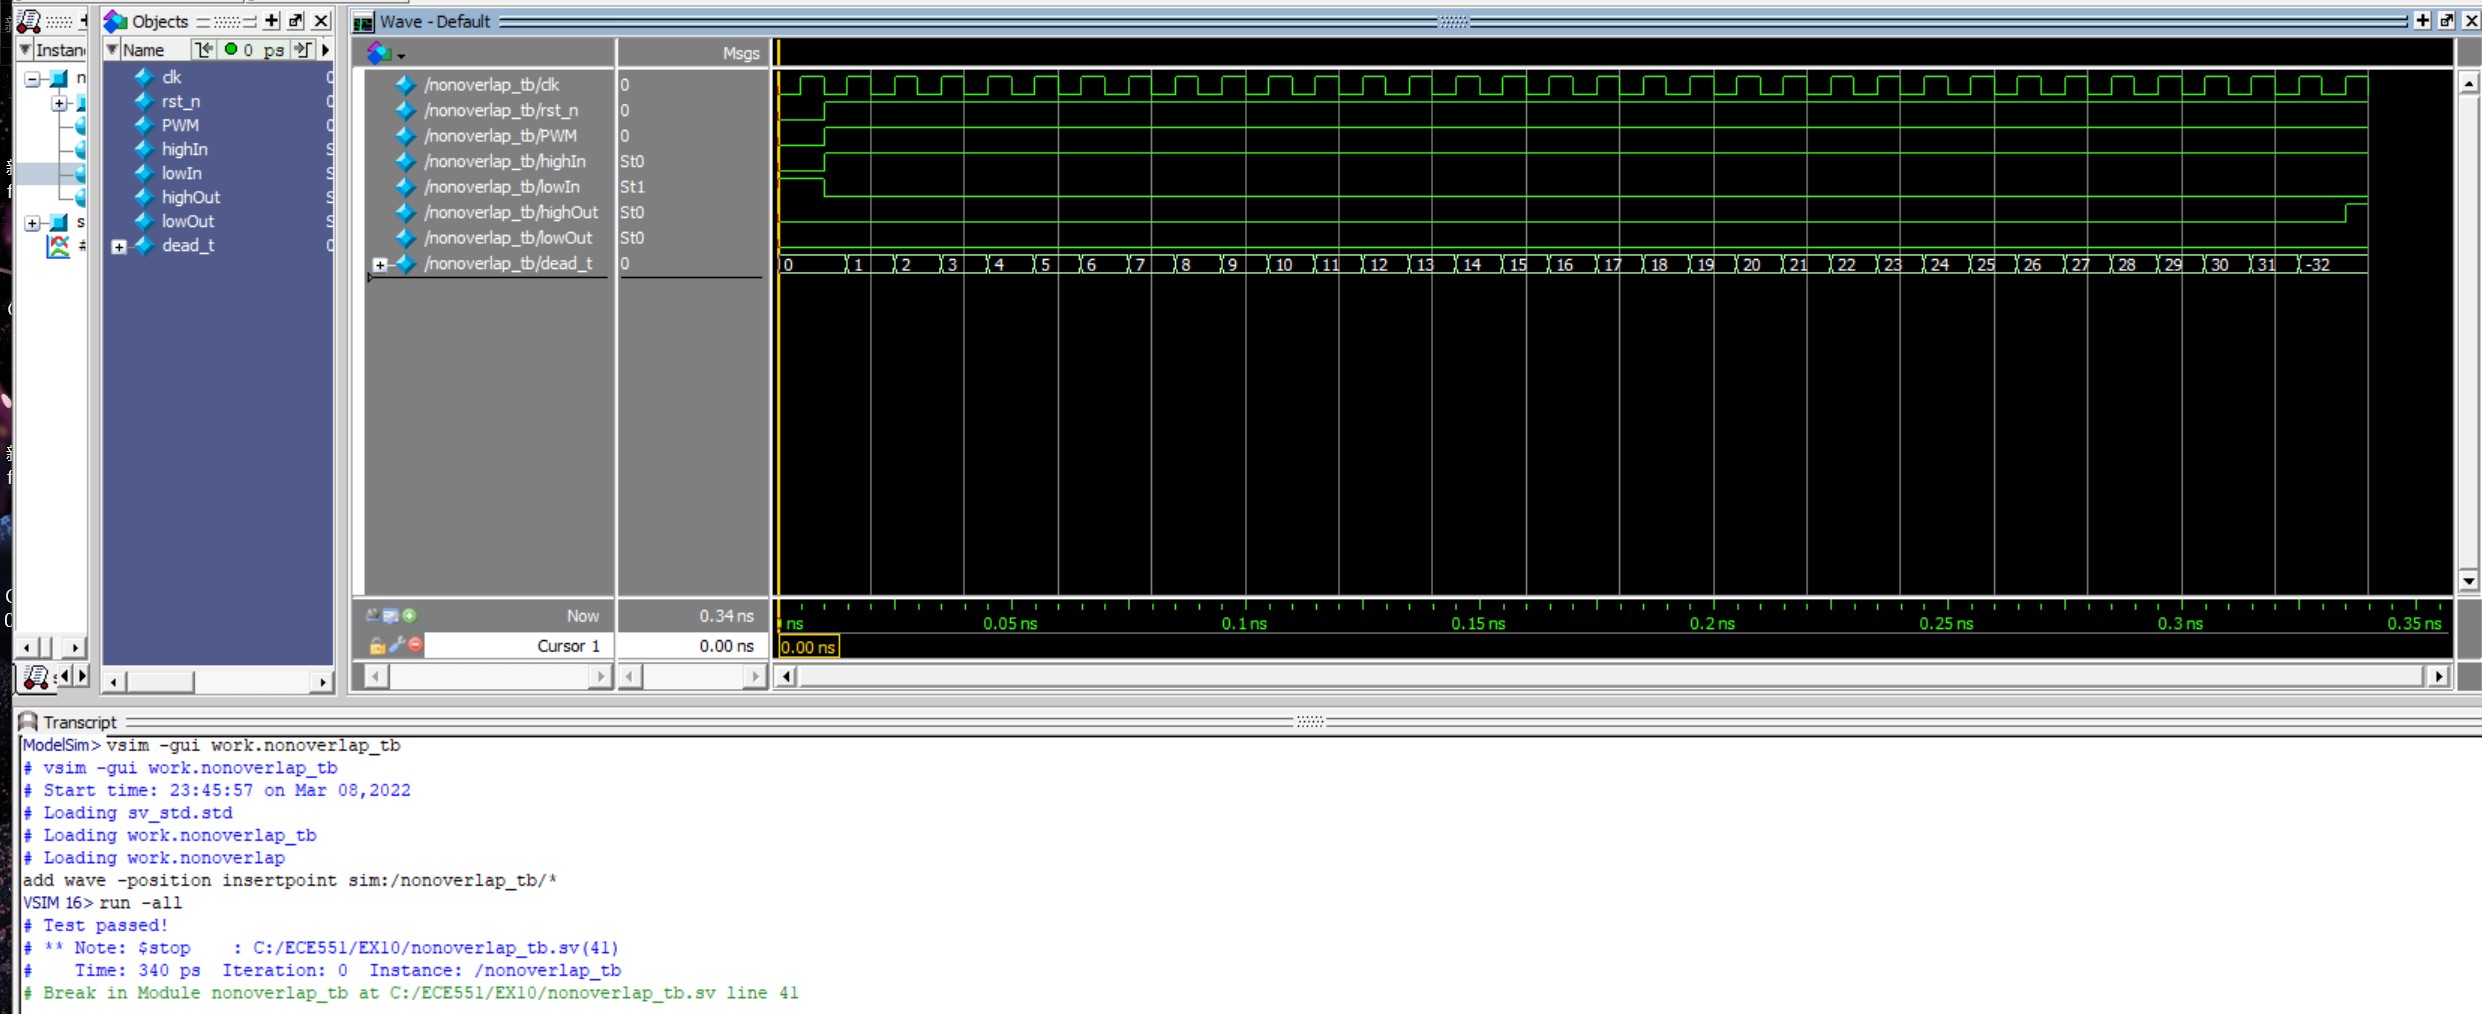 Objects
Wave - Default
Instan
Name
0 ps
Msgs
n
clk
rst_n
PWM
highIn
lowIn
highOut
lowOut
dead_t
s
/nonoverlap_tb/clk 0
/nonoverlap_tb/rst_n 0
/nonoverlap_tb/PWM 0
/nonoverlap_tb/highIn St0
/nonoverlap_tb/lowIn St1
/nonoverlap_tb/highOut St0
/nonoverlap_tb/lowOut St0
/nonoverlap_tb/dead_t 0
0 1 2 3 4 5 6 7 8 9 10 11 12 13 14 15 16 17 18 19 20 21 22 23 24 25 26 27 28 29 30 31 -32
Now 0.34 ns
ns 0.05 ns 0.1 ns 0.15 ns 0.2 ns 0.25 ns 0.3 ns 0.35 ns
Cursor 1 0.00 ns 0.00 ns
Transcript
ModelSim> vsim -gui work.nonoverlap_tb
# vsim -gui work.nonoverlap_tb
# Start time: 23:45:57 on Mar 08,2022
# Loading sv_std.std
# Loading work.nonoverlap_tb
# Loading work.nonoverlap
add wave -position insertpoint sim:/nonoverlap_tb/*
VSIM 16> run -all
# Test passed!
# ** Note: $stop    : C:/ECE551/EX10/nonoverlap_tb.sv(41)
#    Time: 340 ps  Iteration: 0  Instance: /nonoverlap_tb
# Break in Module nonoverlap_tb at C:/ECE551/EX10/nonoverlap_tb.sv line 41